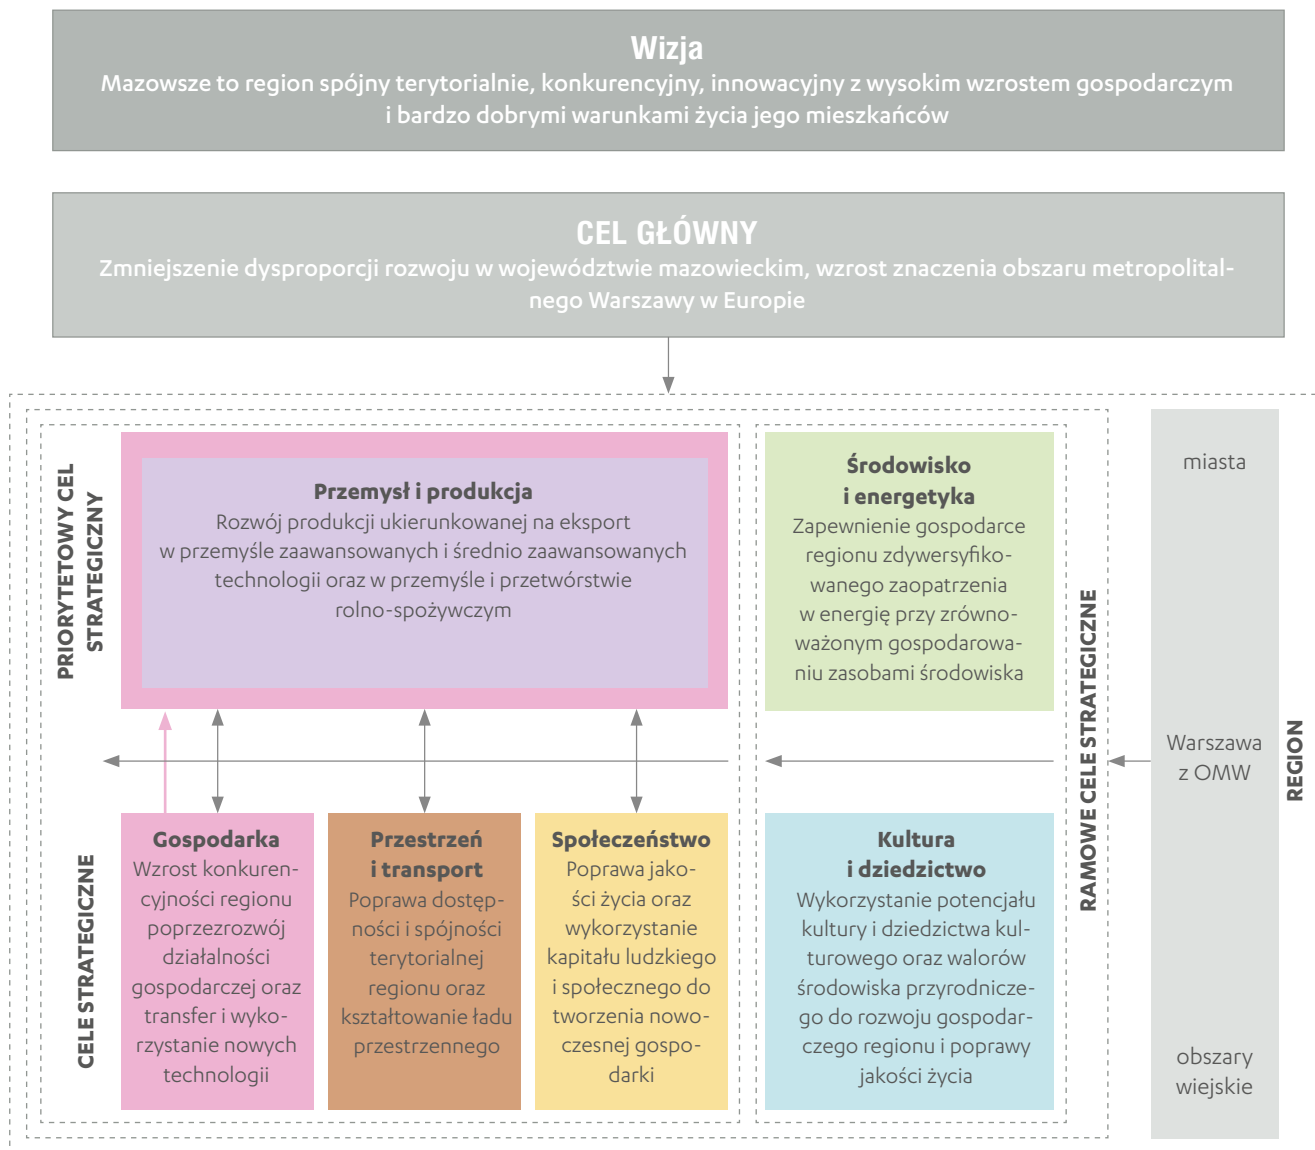 Wizja
Mazowsze to region spójny terytorialnie, konkurencyjny, innowacyjny z wysokim wzrostem gospodarczym
i bardzo dobrymi warunkami życia jego mieszkańców
CEL GŁÓWNY
Zmniejszenie dysproporcji rozwoju w województwie mazowieckim, wzrost znaczenia obszaru metropolital-
nego Warszawy w Europie
PRIORYTETOWY CEL
STRATEGICZNY
Przemysł i produkcja
Rozwój produkcji ukierunkowanej na eksport
w przemyśle zaawansowanych i średnio zaawansowanych
technologii oraz w przemyśle i przetwórstwie
rolno-spożywczym
Środowisko
i energetyka
Zapewnienie gospodarce
regionu zdywersyfiko-
wanego zaopatrzenia
w energię przy zrówno-
ważonym gospodarowa-
niu zasobami środowiska
CELE STRATEGICZNE
Gospodarka
Wzrost konkuren-
cyjności regionu
poprzezrozwój
działalności
gospodarczej oraz
transfer i wyko-
rzystanie nowych
technologii
Przestrzeń
i transport
Poprawa dostęp-
ności i spójności
terytorialnej
regionu oraz
kształtowanie ładu
przestrzennego
Społeczeństwo
Poprawa jako-
ści życia oraz
wykorzystanie
kapitału ludzkiego
i społecznego do
tworzenia nowo-
czesnej gospo-
darki
Kultura
i dziedzictwo
Wykorzystanie potencjału
kultury i dziedzictwa kul-
turowego oraz walorów
środowiska przyrodnicze-
go do rozwoju gospodar-
czego regionu i poprawy
jakości życia
RAMOWE CELE STRATEGICZNE
miasta
Warszawa
z OMW
obszary
wiejskie
REGION